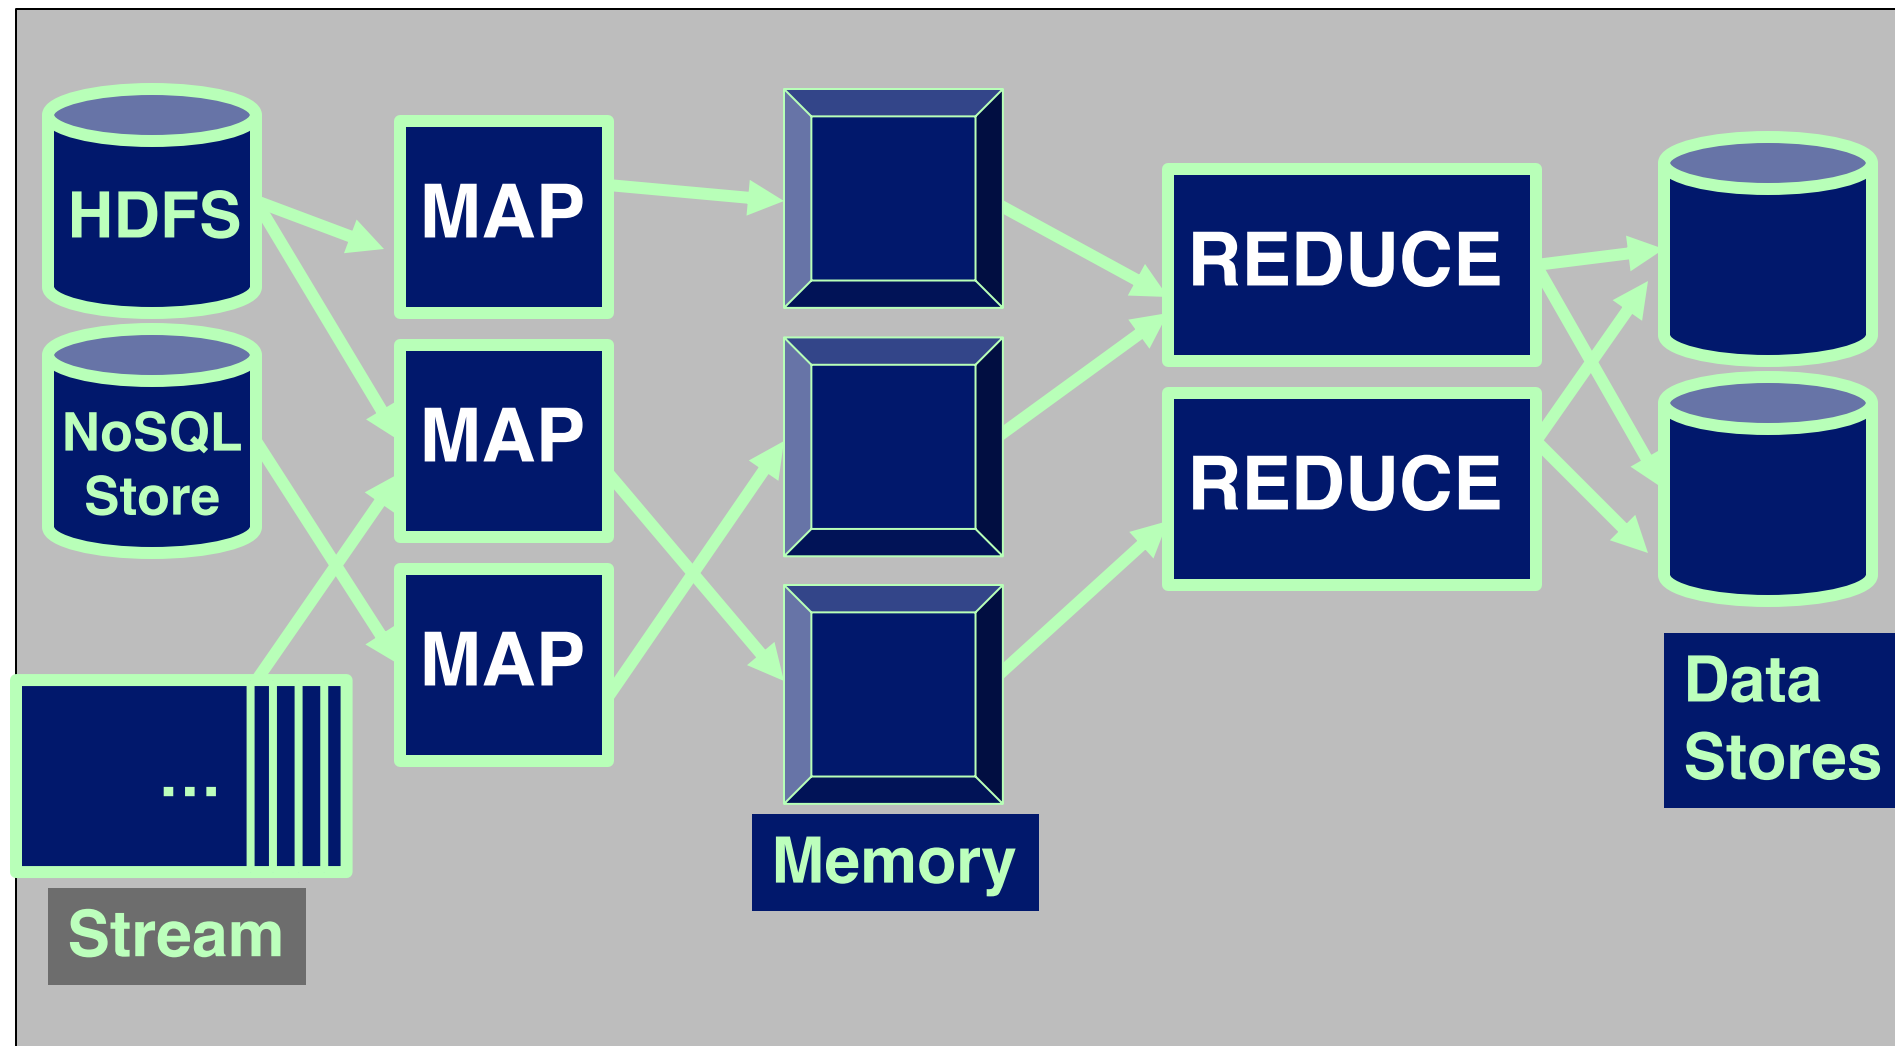 HDFS
NoSQL
Store
...
Stream
MAP
MAP
MAP
Memory
REDUCE
REDUCE
Data
Stores